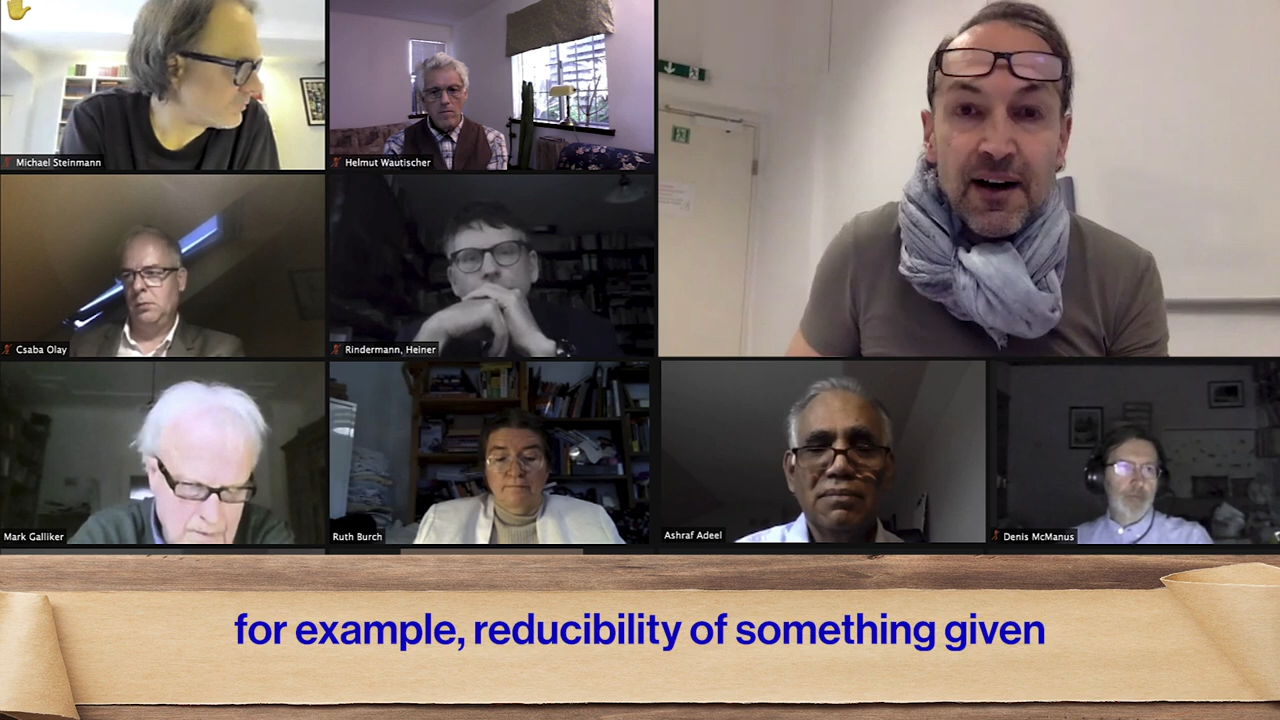 Michael Steinmann
Helmut Wautischer
Csaba Olay
Rindermann, Heiner
Mark Galliker
Ruth Burch
Ashraf Adeel
Denis McManus
for example, reducibility of something given